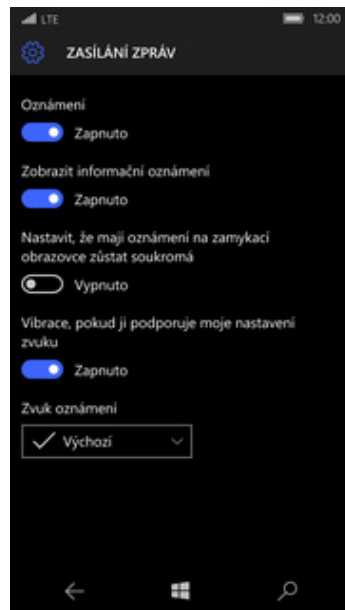 LTE 12:00
ZASÍLÁNÍ ZPRÁV
Oznámení
Zapnuto
Zobrazit informační oznámení
Zapnuto
Nastavit, že mají oznámení na zamykací
obrazovce zůstat soukromá
Vypnuto
Vibrace, pokud ji podporuje moje nastavení
zvuku
Zapnuto
Zvuk oznámení
Výchozí